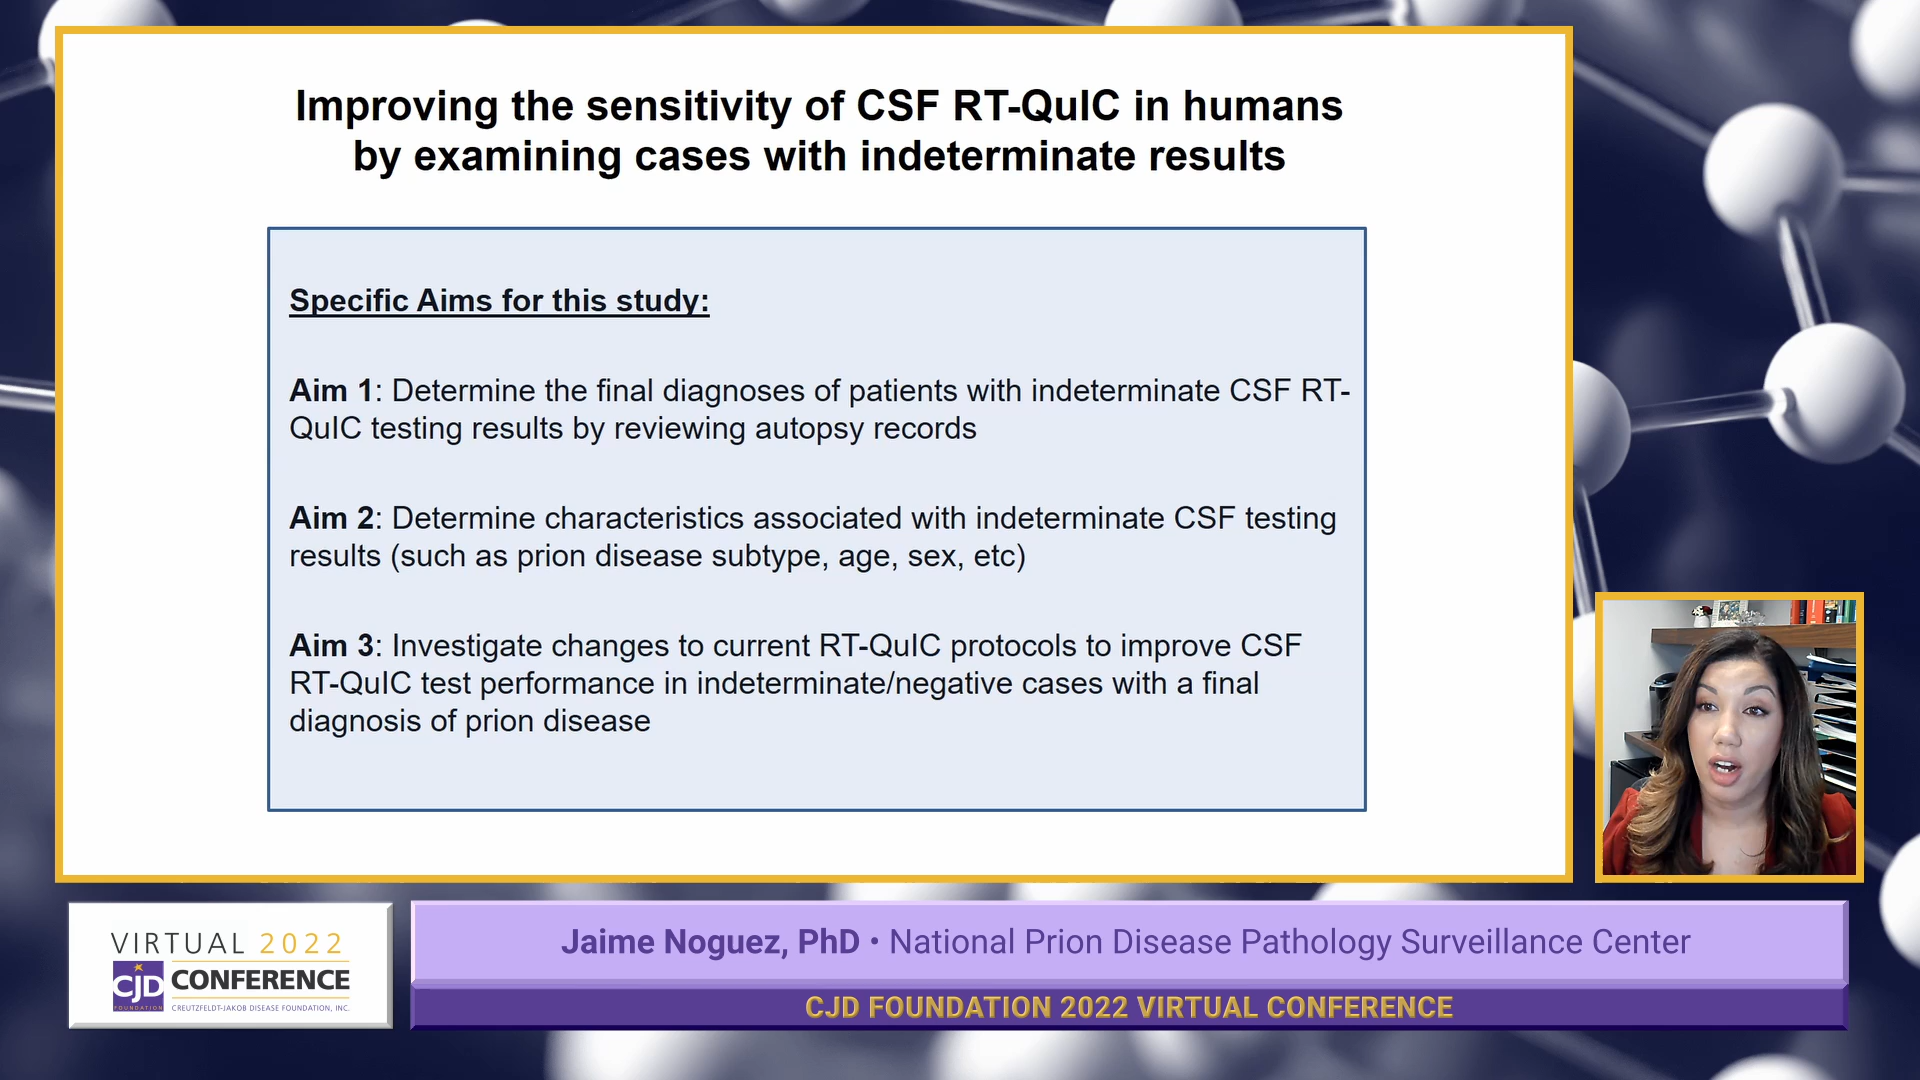 Improving the sensitivity of CSF RT-QuIC in humans
by examining cases with indeterminate results
Specific Aims for this study:
Aim 1: Determine the final diagnoses of patients with indeterminate CSF RT-
QuIC testing results by reviewing autopsy records
Aim 2: Determine characteristics associated with indeterminate CSF testing
results (such as prion disease subtype, age, sex, etc)
Aim 3: Investigate changes to current RT-QuIC protocols to improve CSF
RT-QuIC test performance in indeterminate/negative cases with a final
diagnosis of prion disease
VIRTUAL 2022
CJD CONFERENCE
FOUNDATION CREUTZFELDT-JAKOB DISEASE FOUNDATION, INC.
Jaime Noguez, PhD • National Prion Disease Pathology Surveillance Center
CJD FOUNDATION 2022 VIRTUAL CONFERENCE